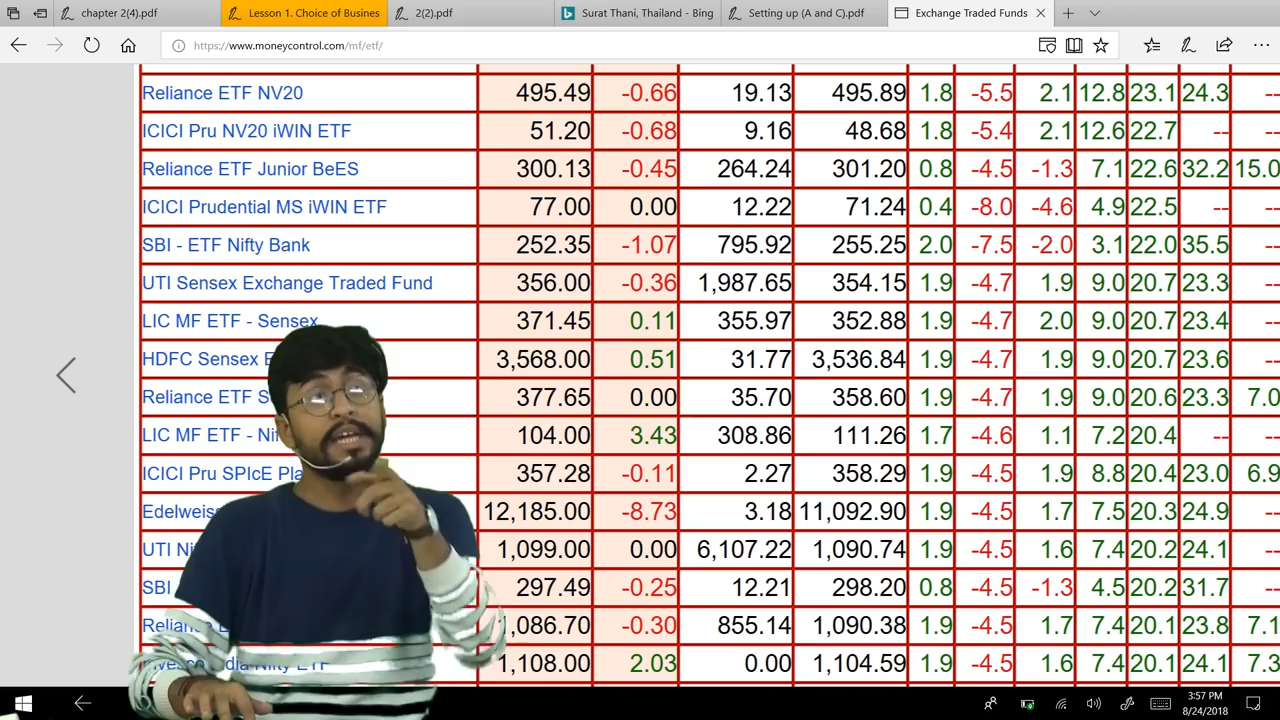 chapter 2(4).pdf
Lesson 1. Choice of Busines
2(2).pdf
Surat Thani, Thailand - Bing
Setting up (A and C).pdf
Exchange Traded Funds
https://www.moneycontrol.com/mf/etf/
Reliance ETF NV20 495.49 -0.66 19.13 495.89 1.8 -5.5 2.1 12.8 23.1 24.3 --
ICICI Pru NV20 iWIN ETF 51.20 -0.68 9.16 48.68 1.8 -5.4 2.1 12.6 22.7 -- --
Reliance ETF Junior BeES 300.13 -0.45 264.24 301.20 0.8 -4.5 -1.3 7.1 22.6 32.2 15.0
ICICI Prudential MS iWIN ETF 77.00 0.00 12.22 71.24 0.4 -8.0 -4.6 4.9 22.5 -- --
SBI - ETF Nifty Bank 252.35 -1.07 795.92 255.25 2.0 -7.5 -2.0 3.1 22.0 35.5 --
UTI Sensex Exchange Traded Fund 356.00 -0.36 1,987.65 354.15 1.9 -4.7 1.9 9.0 20.7 23.3 --
LIC MF ETF - Sensex 371.45 0.11 355.97 352.88 1.9 -4.7 2.0 9.0 20.7 23.4 --
HDFC Sensex 3,568.00 0.51 31.77 3,536.84 1.9 -4.7 1.9 9.0 20.7 23.6 --
Reliance ETF 377.65 0.00 35.70 358.60 1.9 -4.7 1.9 9.0 20.6 23.3 7.0
LIC MF ETF - 104.00 3.43 308.86 111.26 1.7 -4.6 1.1 7.2 20.4 -- --
ICICI Pru SPIcE 357.28 -0.11 2.27 358.29 1.9 -4.5 1.9 8.8 20.4 23.0 6.9
12,185.00 -8.73 3.18 11,092.90 1.9 -4.5 1.7 7.5 20.3 24.9 --
UTI 1,099.00 0.00 6,107.22 1,090.74 1.9 -4.5 1.6 7.4 20.2 24.1 --
SBI 297.49 -0.25 12.21 298.20 0.8 -4.5 -1.3 4.5 20.2 31.7 --
,086.70 -0.30 855.14 1,090.38 1.9 -4.5 1.7 7.4 20.1 23.8 7.1
Nifty ETF 1,108.00 2.03 0.00 1,104.59 1.9 -4.5 1.6 7.4 20.1 24.1 7.3
3:57 PM
8/24/2018